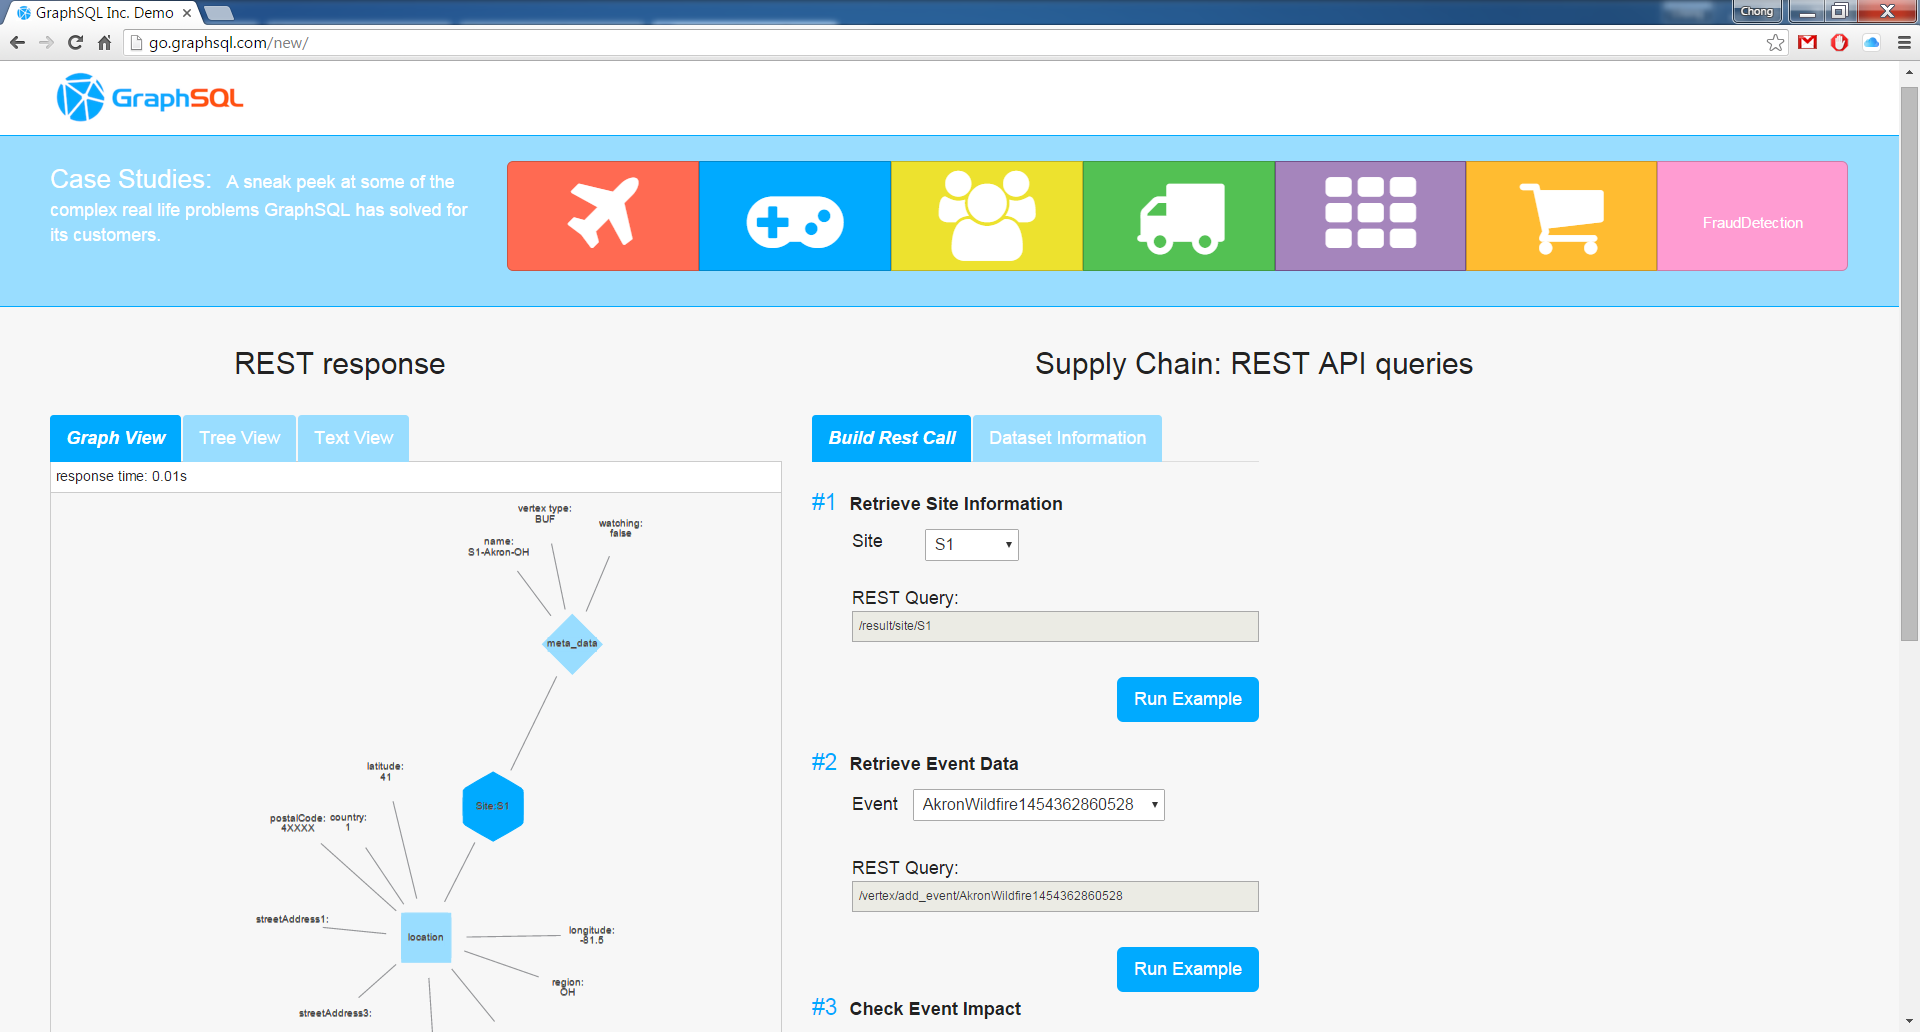 GraphSQL Inc. Demo
Chong
go.graphsql.com/new/
GraphSQL
Case Studies: A sneak peek at some of the
complex real life problems GraphSQL has solved for
its customers.
FraudDetection
REST response
Supply Chain: REST API queries
Graph View
Tree View
Text View
response time: 0.01s
vertex type:
BUF
watching:
false
name:
S1-Akron-OH
meta_data
Site:S1
latitude:
41
postalCode:
4XXXX
country:
1
streetAddress1:
location
longitude:
-81.5
region:
OH
streetAddress3:
Build Rest Call
Dataset Information
#1 Retrieve Site Information
Site S1
REST Query:
/result/site/S1
Run Example
#2 Retrieve Event Data
Event AkronWildfire1454362860528
REST Query:
/vertex/add_event/AkronWildfire1454362860528
Run Example
#3 Check Event Impact